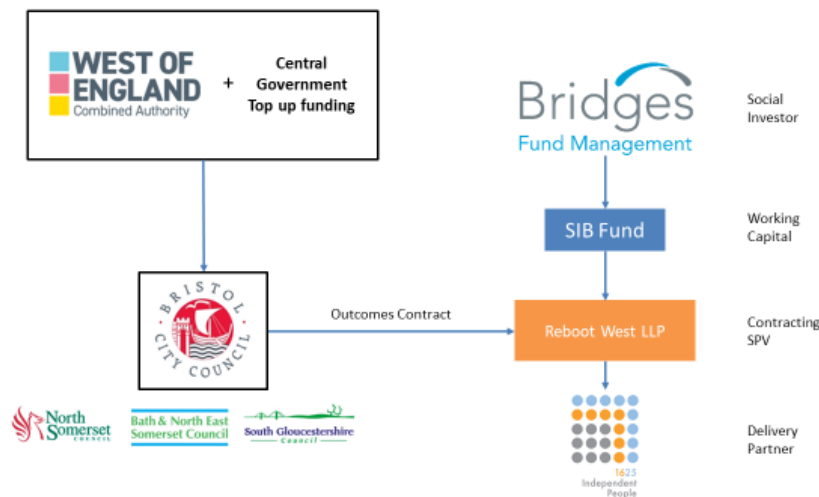 WEST OF
ENGLAND
Combined Authority
+
Central
Government
Top up funding
Bridges
Fund Management
Social
Investor
SIB Fund
Working
Capital
BRISTOL
CITY COUNCIL
Outcomes Contract
Reboot West LLP
Contracting
SPV
North
Somerset
COUNCIL
Bath & North East
Somerset Council
South Gloucestershire
Council
1625
Independent
People
Delivery
Partner